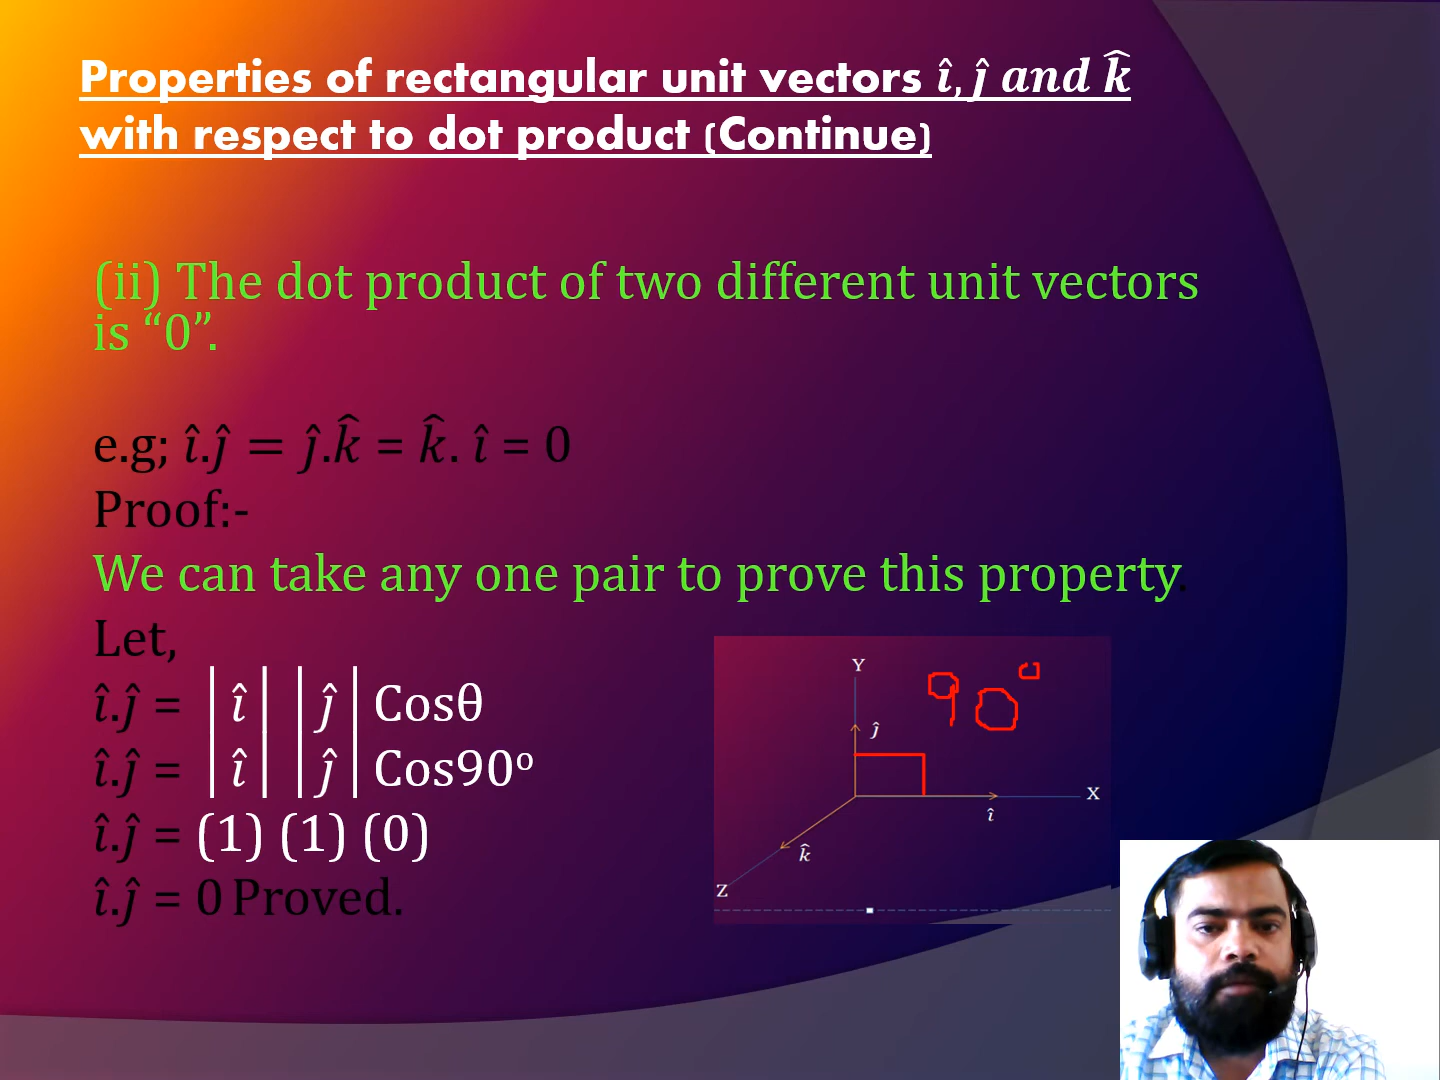 Properties of rectangular unit vectors î, ĵ and k̂
with respect to dot product (Continue)
(ii) The dot product of two different unit vectors
is “0”.
e.g; î.ĵ = ĵ.k̂ = k̂. î = 0
Proof:-
We can take any one pair to prove this property.
Let,
î.ĵ = |î| |ĵ| Cosθ
î.ĵ = |î| |ĵ| Cos90º
î.ĵ = (1) (1) (0)
î.ĵ = 0 Proved.
Y
90°
ĵ
X
î
k̂
Z